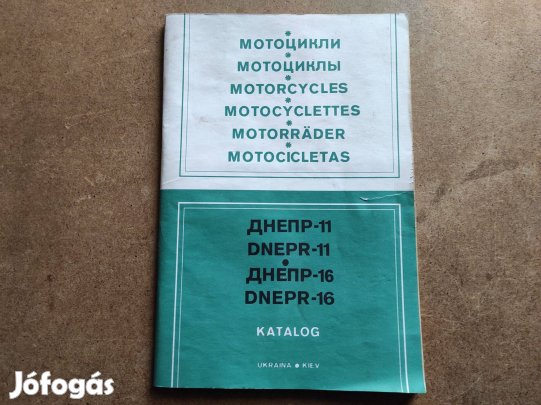 МОТОЦИКЛИ
МОТОЦИКЛЫ
MOTORCYCLES
MOTOCYCLETTES
MOTORRÄDER
MOTOCICLETAS
ДНЕПР-11
DNEPR-11
ДНЕПР-16
DNEPR-16
KATALOG
UKRAINA • KIEV
Jófogás